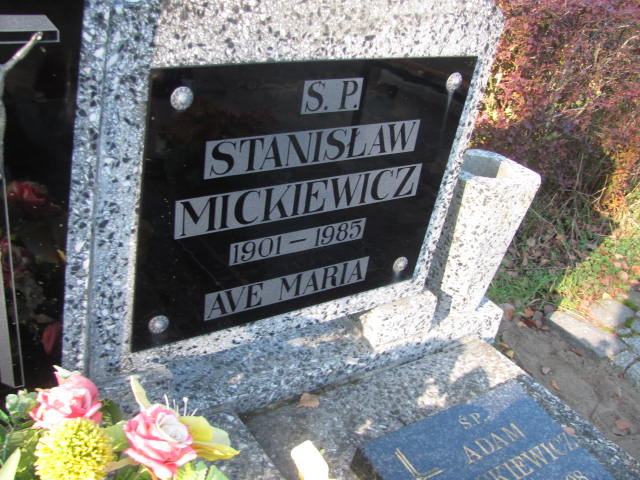 S. P.
STANISŁAW
MICKIEWICZ
1901 – 1985
AVE MARIA
S.P.
ADAM